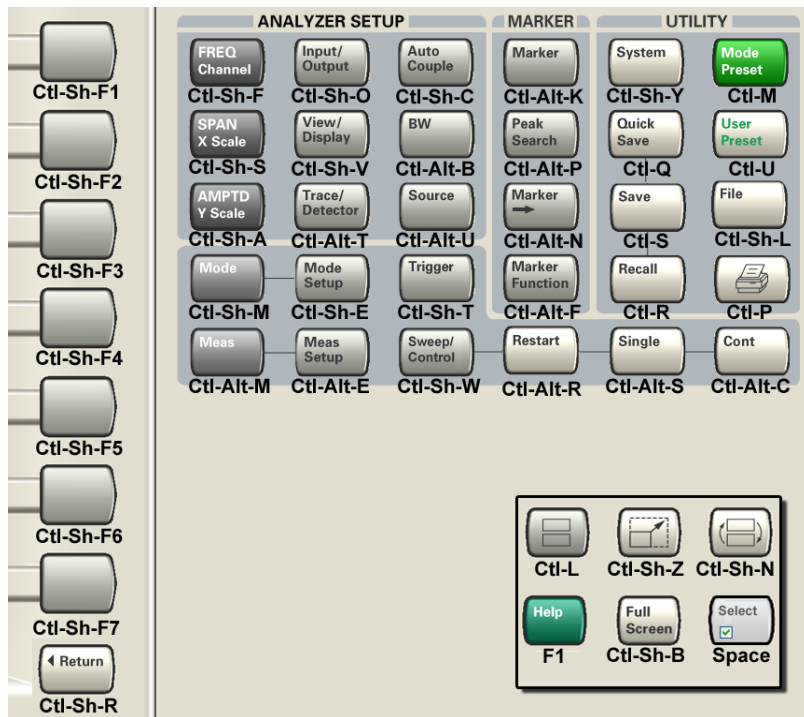 ANALYZER SETUP MARKER UTILITY
FREQ Channel
Input/ Output
Auto Couple
Marker
System
Mode Preset
Ctl-Sh-F1
Ctl-Sh-F Ctl-Sh-O Ctl-Sh-C Ctl-Alt-K Ctl-Sh-Y Ctl-M
SPAN X Scale
View/ Display
BW
Peak Search
Quick Save
User Preset
Ctl-Sh-F2
Ctl-Sh-S Ctl-Sh-V Ctl-Alt-B Ctl-Alt-P Ctl-Q Ctl-U
AMPTD Y Scale
Trace/ Detector
Source
Marker
Save
File
Ctl-Sh-F3
Ctl-Sh-A Ctl-Alt-T Ctl-Alt-U Ctl-Alt-N Ctl-S Ctl-Sh-L
Mode
Mode Setup
Trigger
Marker Function
Recall
Ctl-Sh-M Ctl-Sh-E Ctl-Sh-T Ctl-Alt-F Ctl-R Ctl-P
Ctl-Sh-F4
Meas
Meas Setup
Sweep/ Control
Restart
Single
Cont
Ctl-Alt-M Ctl-Alt-E Ctl-Sh-W Ctl-Alt-R Ctl-Alt-S Ctl-Alt-C
Ctl-Sh-F5
Ctl-Sh-F6
Ctl-L Ctl-Sh-Z Ctl-Sh-N
Help
Full Screen
Select
Ctl-Sh-F7
F1 Ctl-Sh-B Space
Return
Ctl-Sh-R